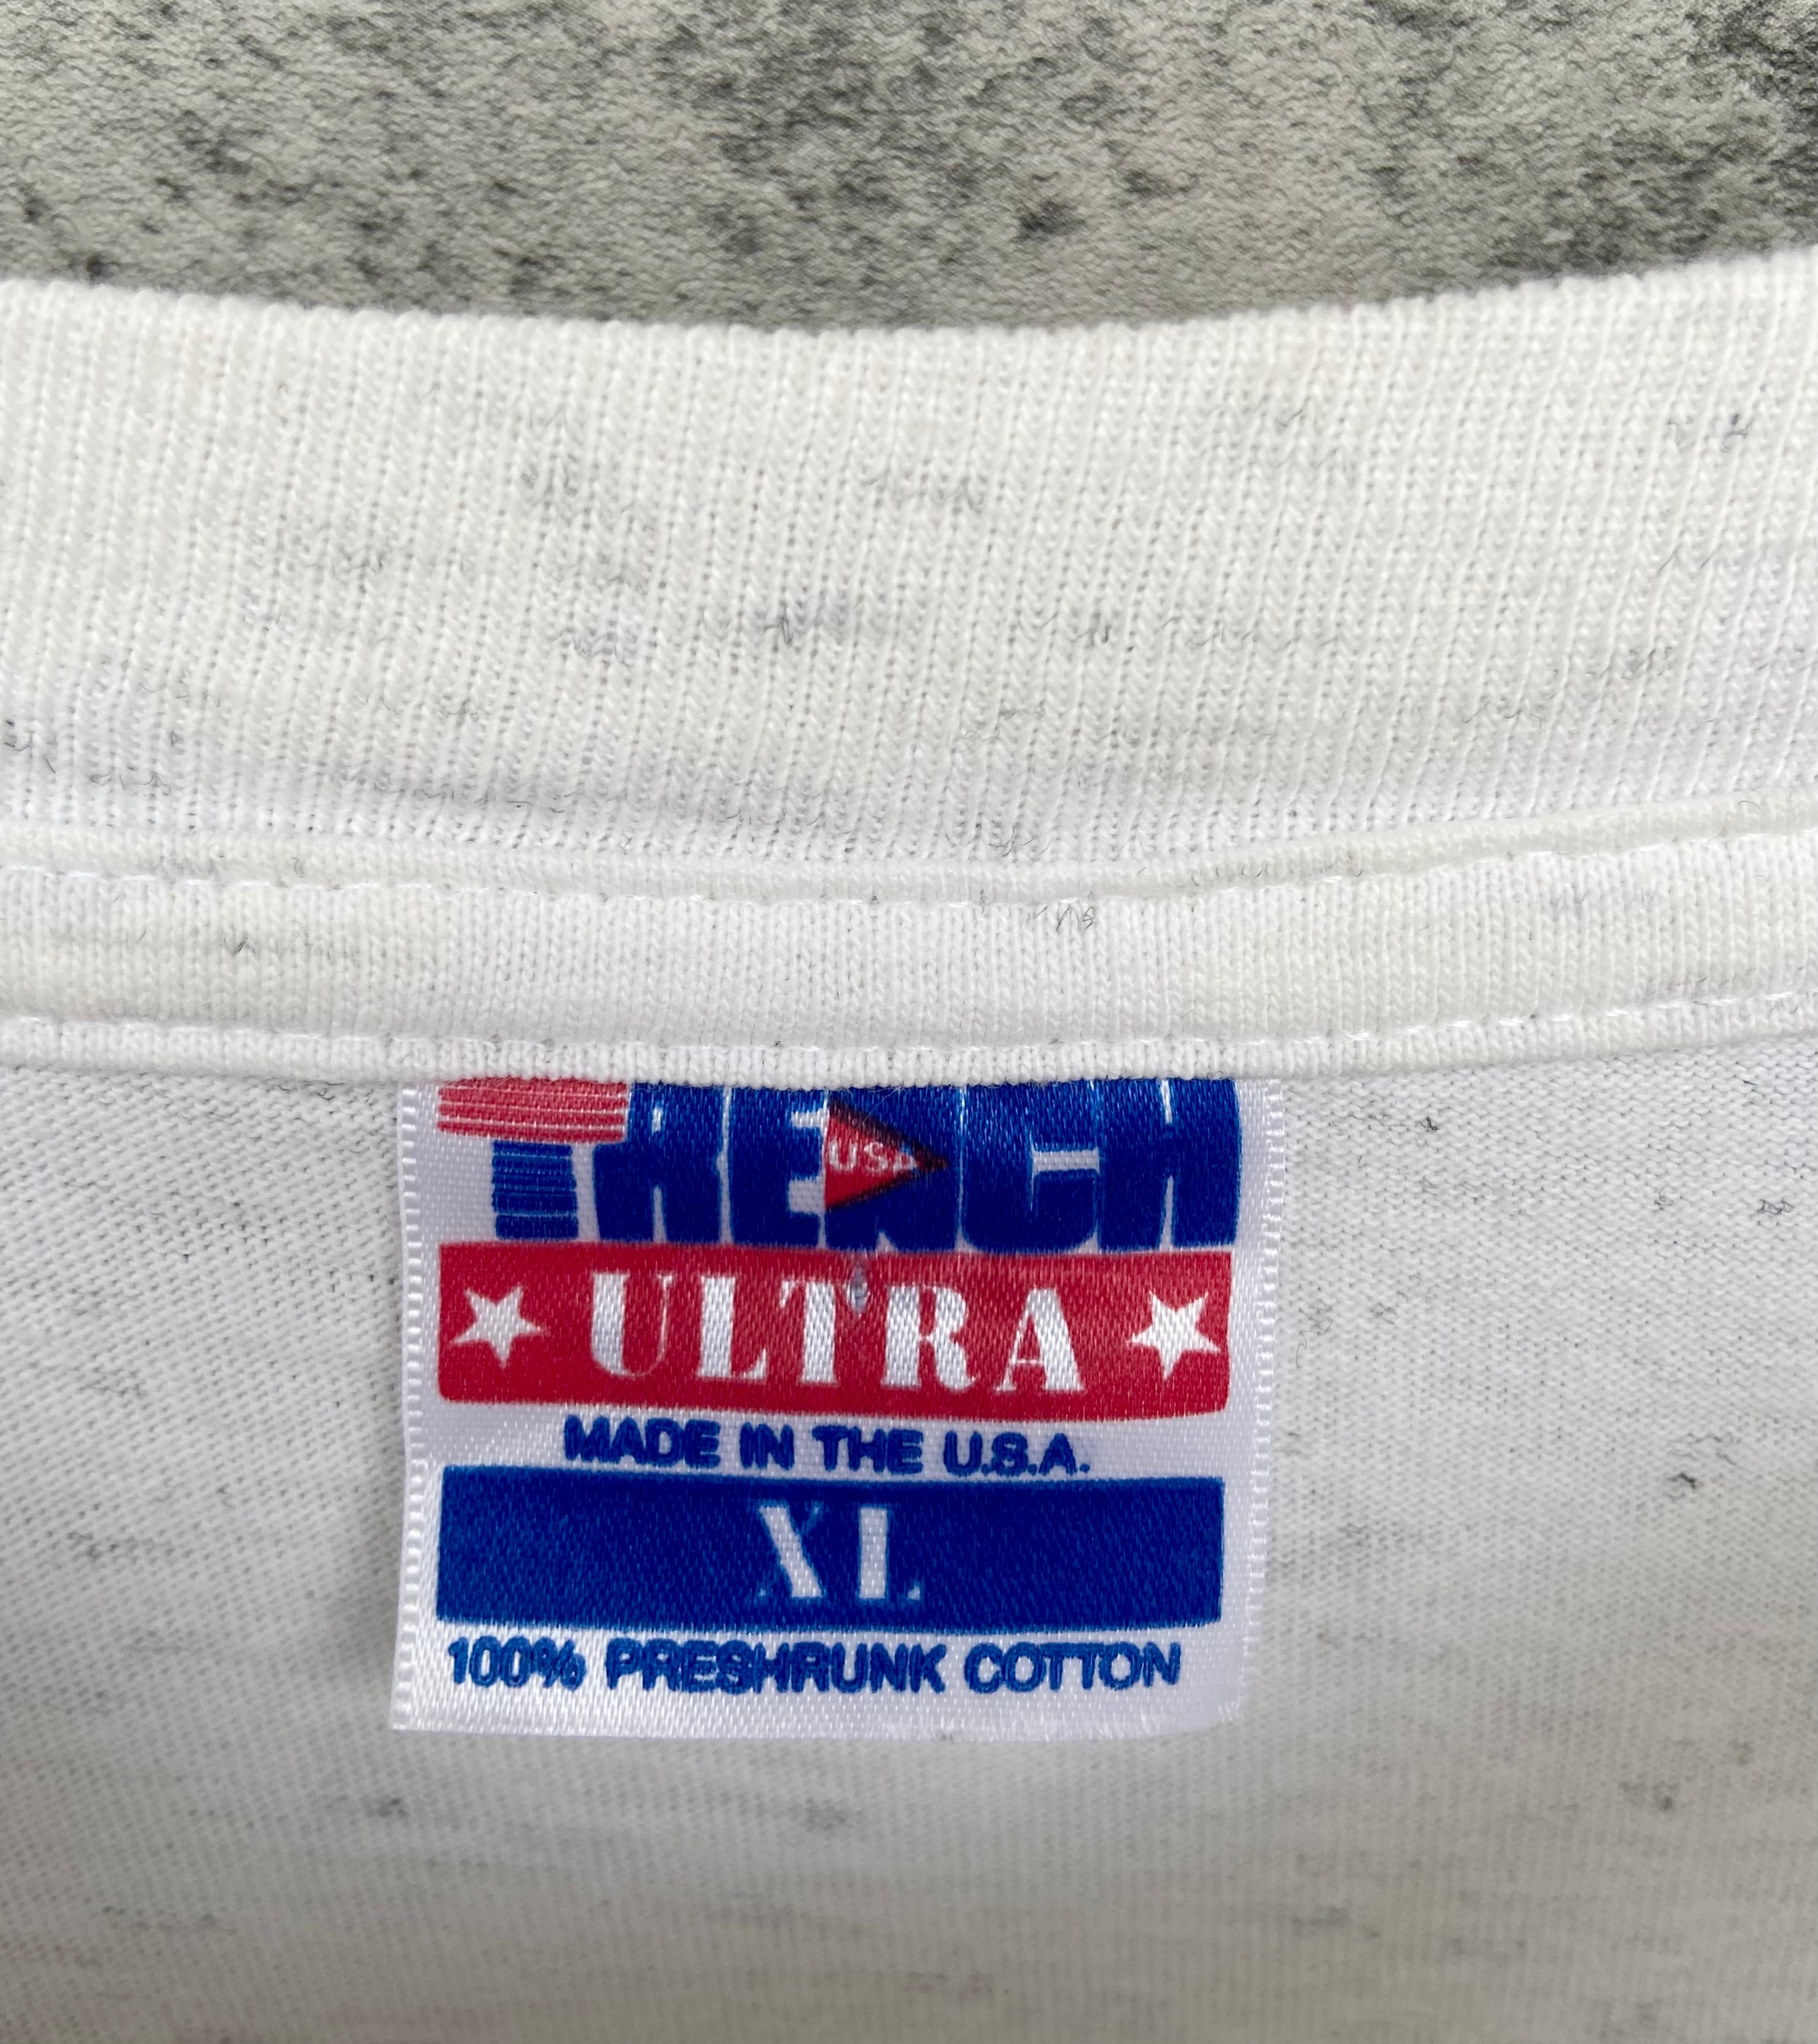 TRENCH
USA
ULTRA
MADE IN THE U.S.A.
XL
100% PRESHRUNK COTTON